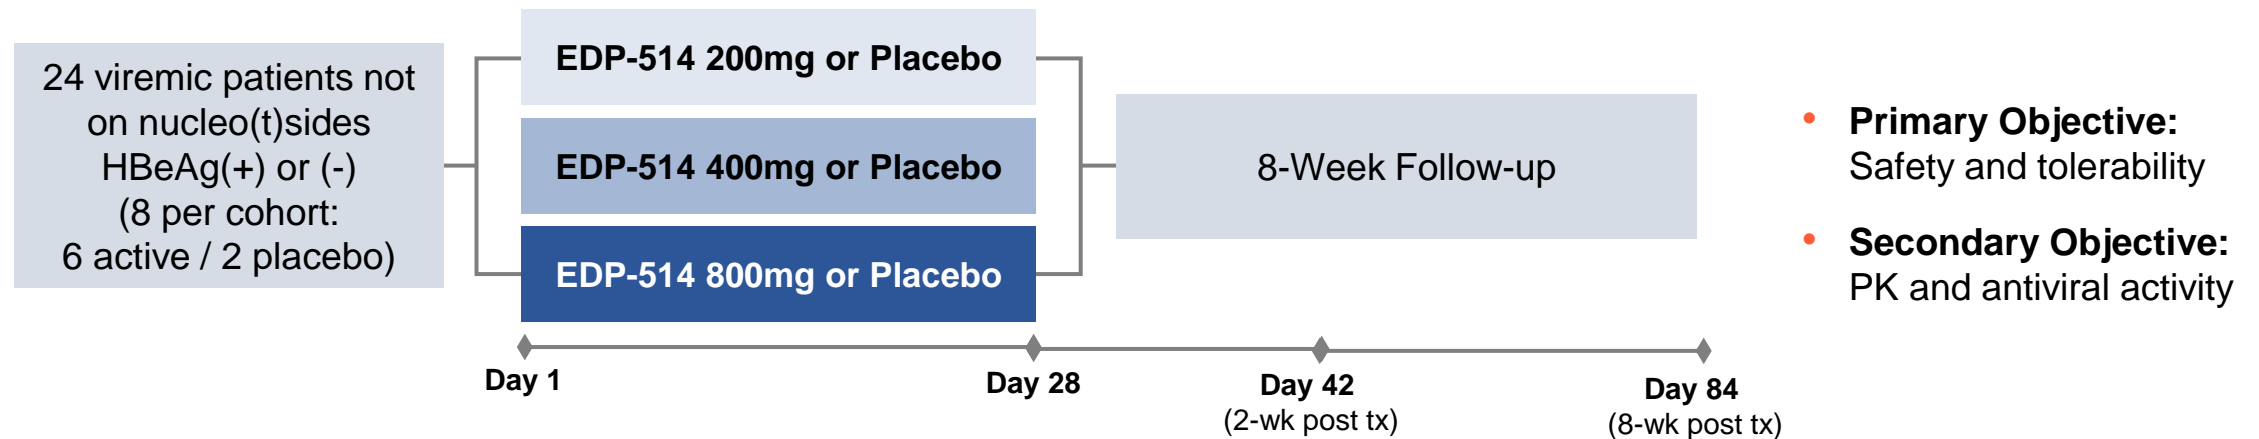 24 viremic patients not
on nucleo(t)sides
HBeAg(+) or (-)
(8 per cohort:
6 active / 2 placebo)
EDP-514 200mg or Placebo
EDP-514 400mg or Placebo
EDP-514 800mg or Placebo
8-Week Follow-up
• Primary Objective:
Safety and tolerability
• Secondary Objective:
PK and antiviral activity
Day 1
Day 28
Day 42
(2-wk post tx)
Day 84
(8-wk post tx)